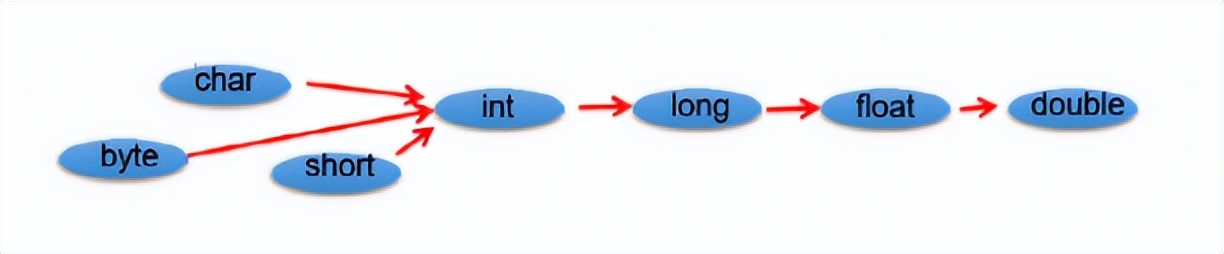 char
byte
short
int
long
float
double